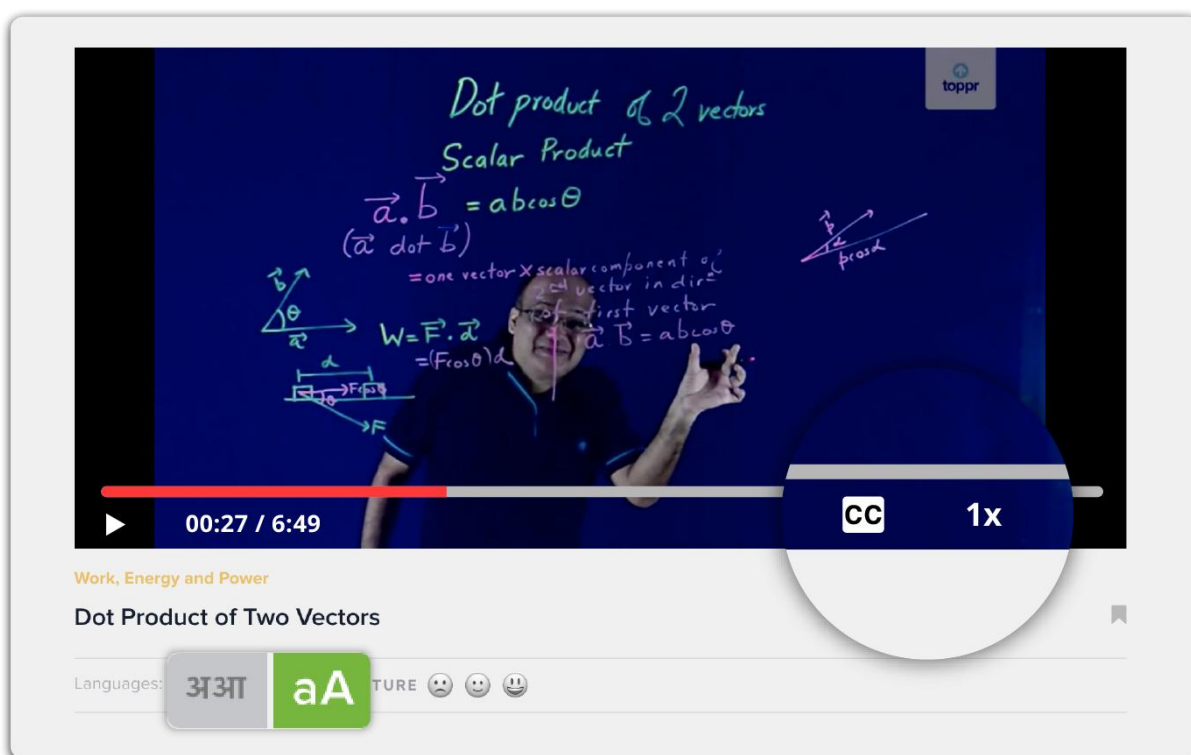 toppr
Dot product of 2 vectors
Scalar Product
a⃗.b⃗ = abcosθ
(a⃗ dot b⃗)
= one vector × scalar component of
2nd vector in dirⁿ
of first vector
b⃗
θ
a⃗
W = F⃗.d⃗
= (Fcosθ)d
a⃗ b⃗ = abcosθ
p⃗
α
pcosα
d
Fcosθ
θ
F
00:27 / 6:49
CC
1x
Work, Energy and Power
Dot Product of Two Vectors
Languages:
अआ
aA
TURE